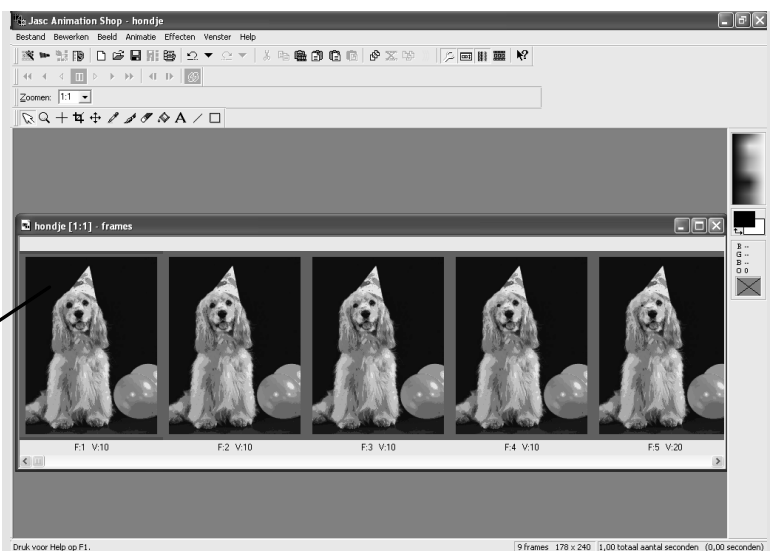 Jasc Animation Shop - hondje
Bestand Bewerken Beeld Animatie Effecten Venster Help
Zoomen: 1:1
A
hondje [1:1] - frames
R --
G --
B --
O 0
F:1 V:10
F:2 V:10
F:3 V:10
F:4 V:10
F:5 V:20
Druk voor Help op F1.
9 frames 178 x 240 1,00 totaal aantal seconden (0,00 seconden)